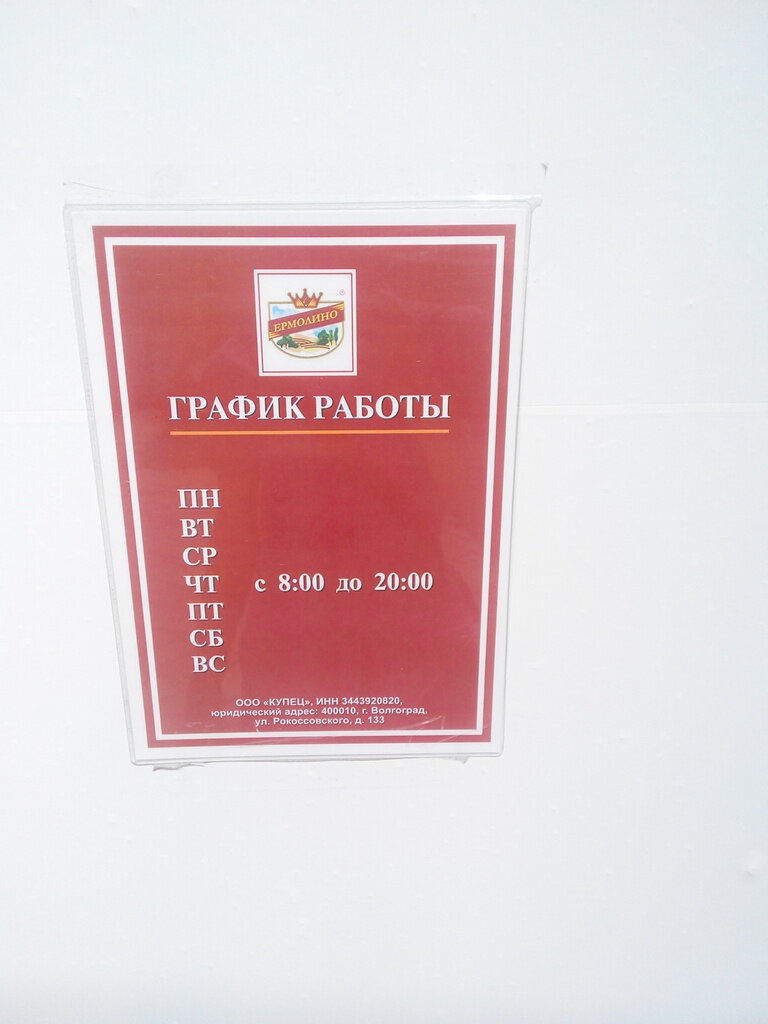 ЕРМОЛИНО
ГРАФИК РАБОТЫ
ПН
ВТ
СР
ЧТ с 8:00 до 20:00
ПТ
СБ
ВС
ООО «КУПЕЦ», ИНН 3443920820,
юридический адрес: 400010, г. Волгоград,
ул. Рокоссовского, д. 133